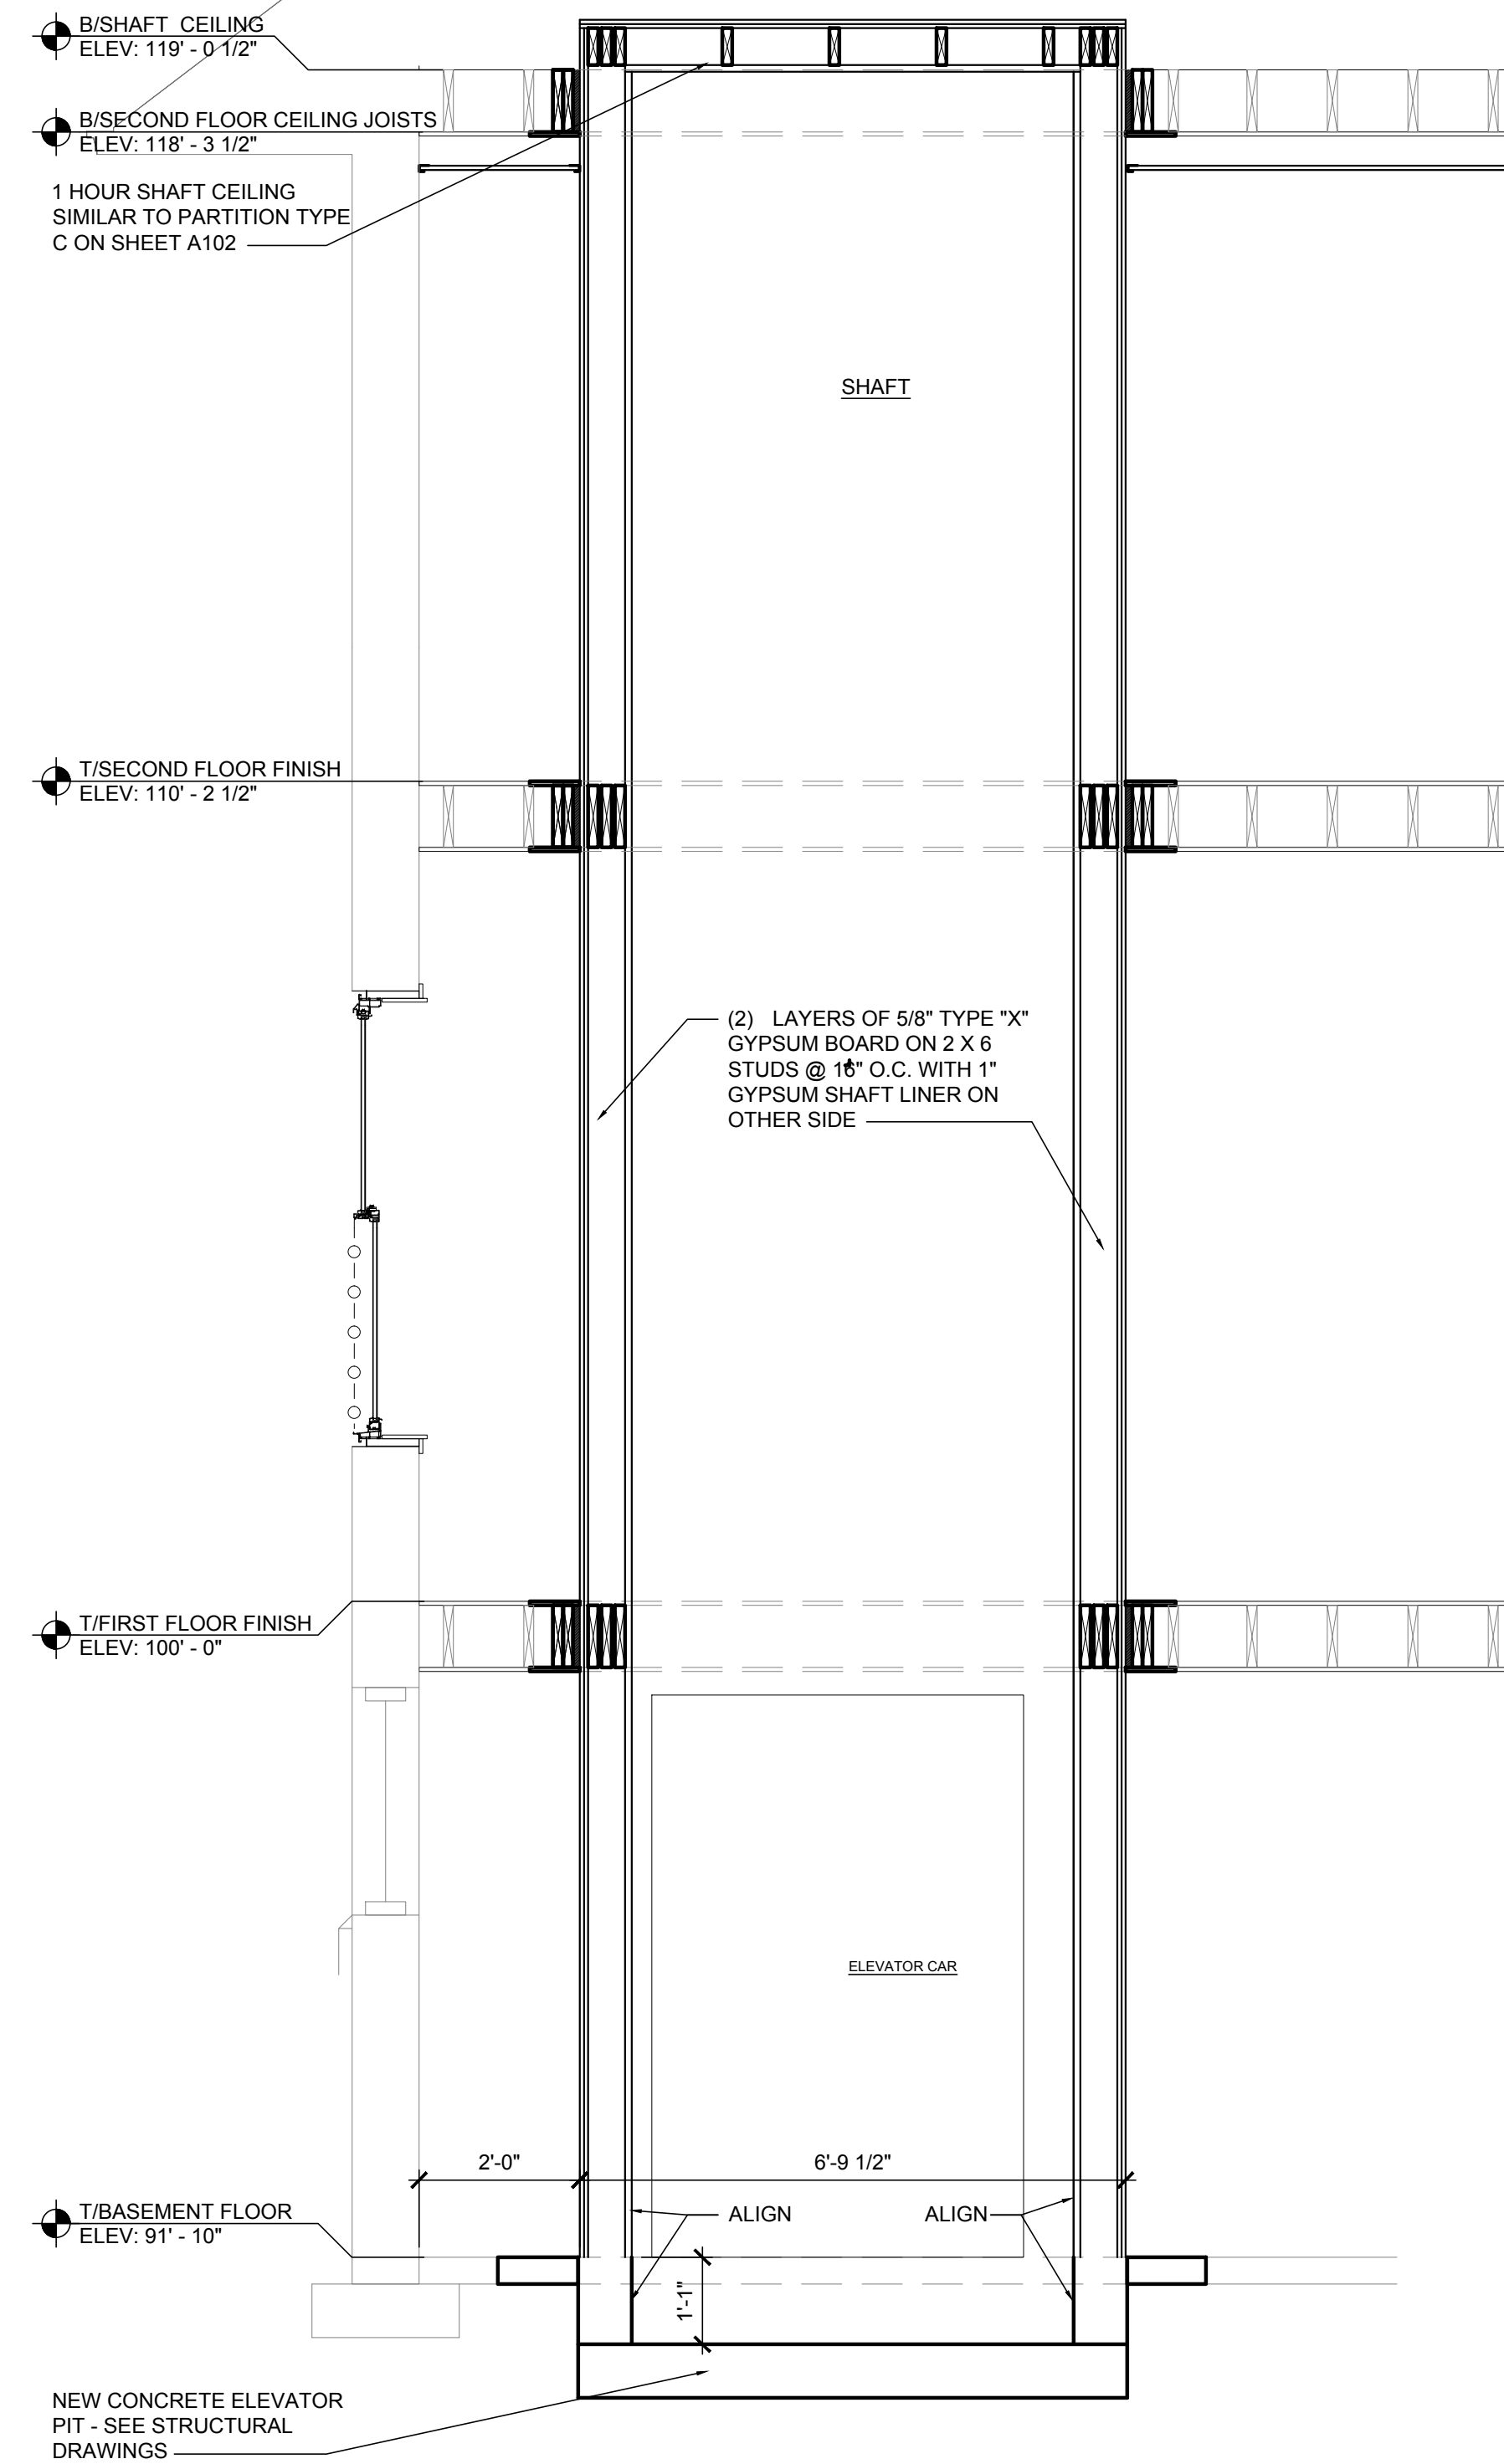 B/SHAFT CEILING
ELEV: 119' - 0 1/2"
B/SECOND FLOOR CEILING JOISTS
ELEV: 118' - 3 1/2"
1 HOUR SHAFT CEILING
SIMILAR TO PARTITION TYPE
C ON SHEET A102
SHAFT
T/SECOND FLOOR FINISH
ELEV: 110' - 2 1/2"
(2) LAYERS OF 5/8" TYPE "X"
GYPSUM BOARD ON 2 X 6
STUDS @ 16" O.C. WITH 1"
GYPSUM SHAFT LINER ON
OTHER SIDE
T/FIRST FLOOR FINISH
ELEV: 100' - 0"
ELEVATOR CAR
2'-0"
6'-9 1/2"
ALIGN
ALIGN
T/BASEMENT FLOOR
ELEV: 91' - 10"
1'-1"
NEW CONCRETE ELEVATOR
PIT - SEE STRUCTURAL
DRAWINGS